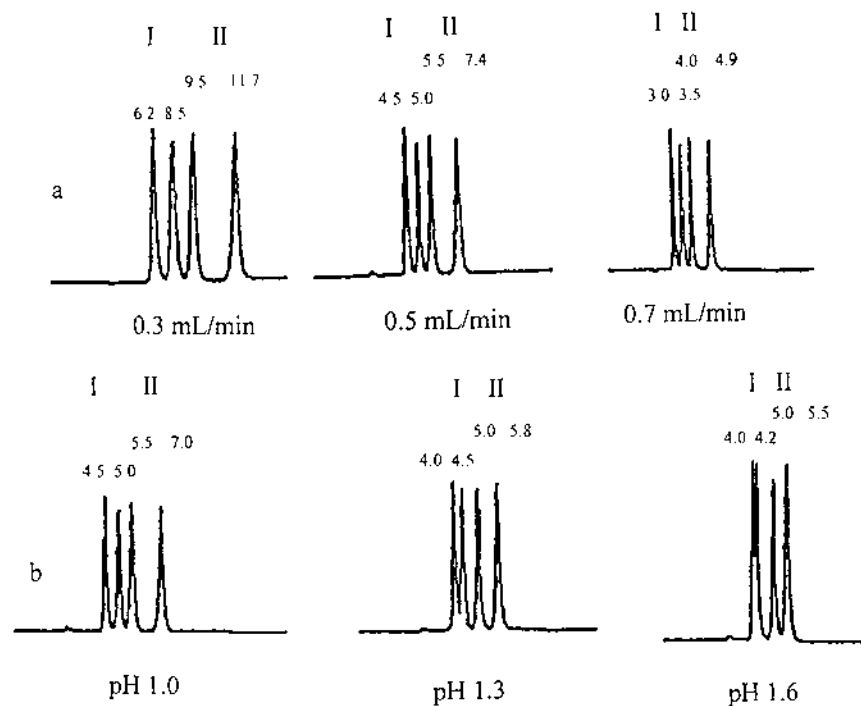 I II
I II
1 II
9 5 11.7
5 5 7.4
4.0 4.9
6 2 8 5
4 5 5.0
3 0 3.5
a
0.3 mL/min
0.5 mL/min
0.7 mL/min
I II
I II
I II
5.5 7.0
5.0 5.8
5.0 5.5
4 5 5 0
4.0 4.5
4.0 4.2
b
pH 1.0
pH 1.3
pH 1.6